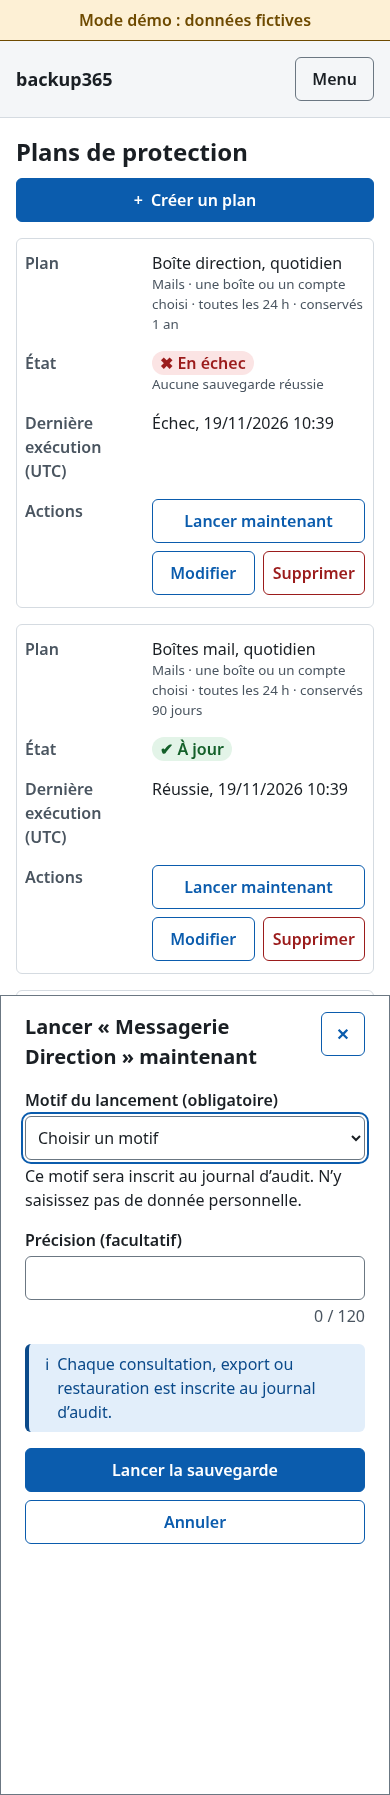 Mode démo : données fictives
backup365
Menu
Plans de protection
+ Créer un plan
Plan
Boîte direction, quotidien
Mails · une boîte ou un compte
choisi · toutes les 24 h · conservés
1 an
État
✖ En échec
Aucune sauvegarde réussie
Dernière
exécution
(UTC)
Échec, 19/11/2026 10:39
Actions
Lancer maintenant
Modifier
Supprimer
Plan
Boîtes mail, quotidien
Mails · une boîte ou un compte
choisi · toutes les 24 h · conservés
90 jours
État
✔ À jour
Dernière
exécution
(UTC)
Réussie, 19/11/2026 10:39
Actions
Lancer maintenant
Modifier
Supprimer
Lancer « Messagerie
Direction » maintenant
✕
Motif du lancement (obligatoire)
Choisir un motif
Ce motif sera inscrit au journal d’audit. N’y
saisissez pas de donnée personnelle.
Précision (facultatif)
0 / 120
i Chaque consultation, export ou
restauration est inscrite au journal
d’audit.
Lancer la sauvegarde
Annuler